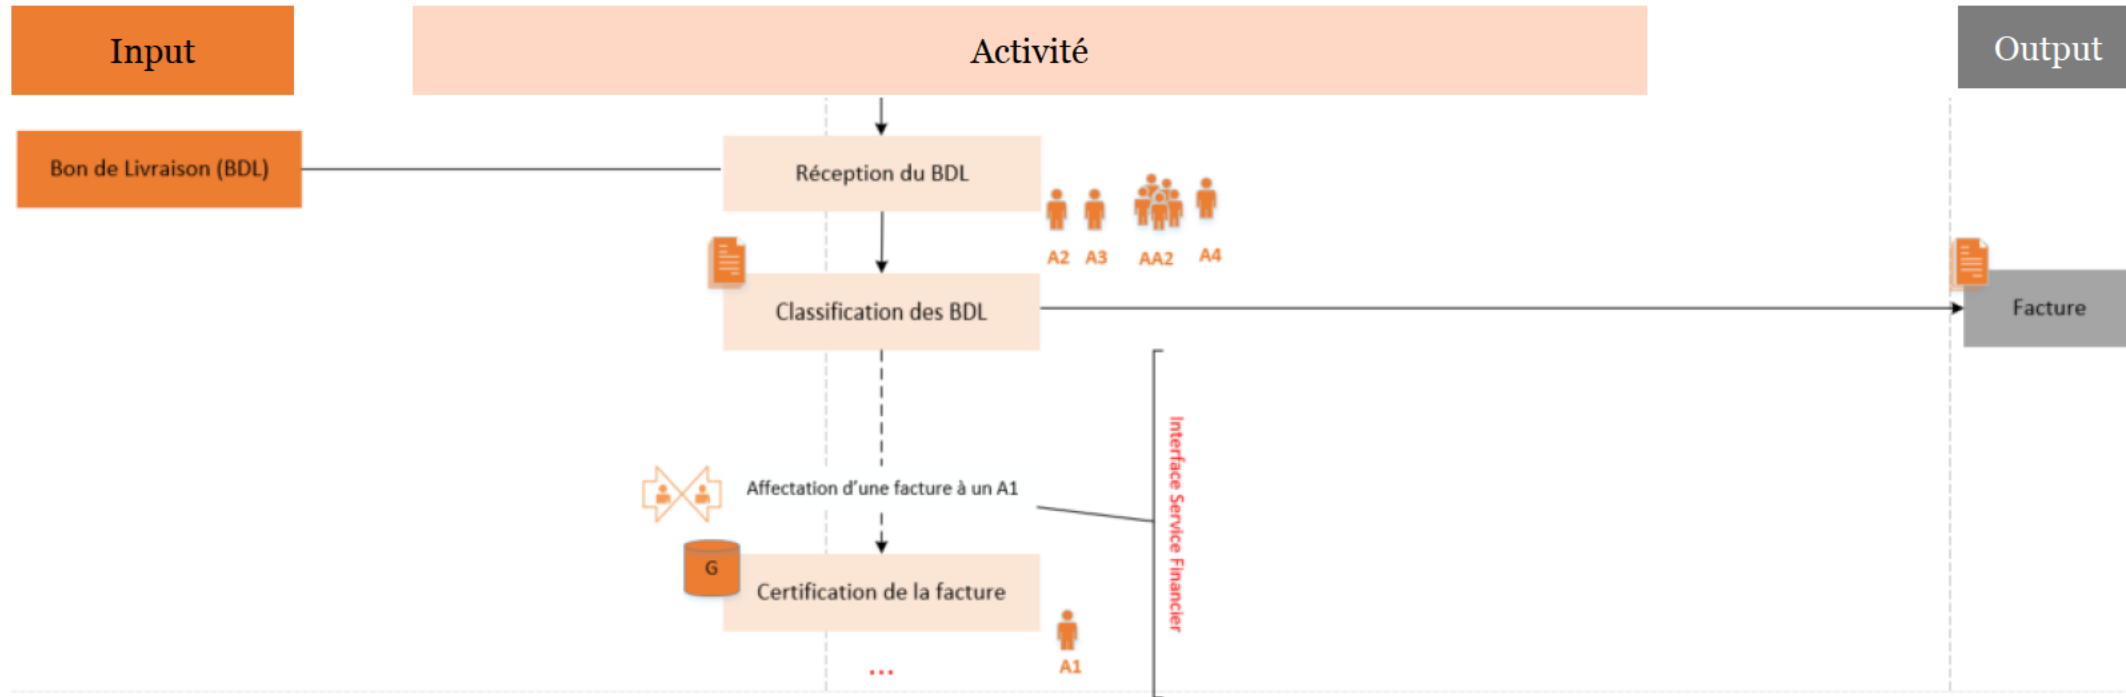 Input
Activité
Output
Bon de Livraison (BDL)
Réception du BDL
A2
A3
AA2
A4
Classification des BDL
Facture
Affectation d'une facture à un A1
Interface Service Financier
G
Certification de la facture
A1
...